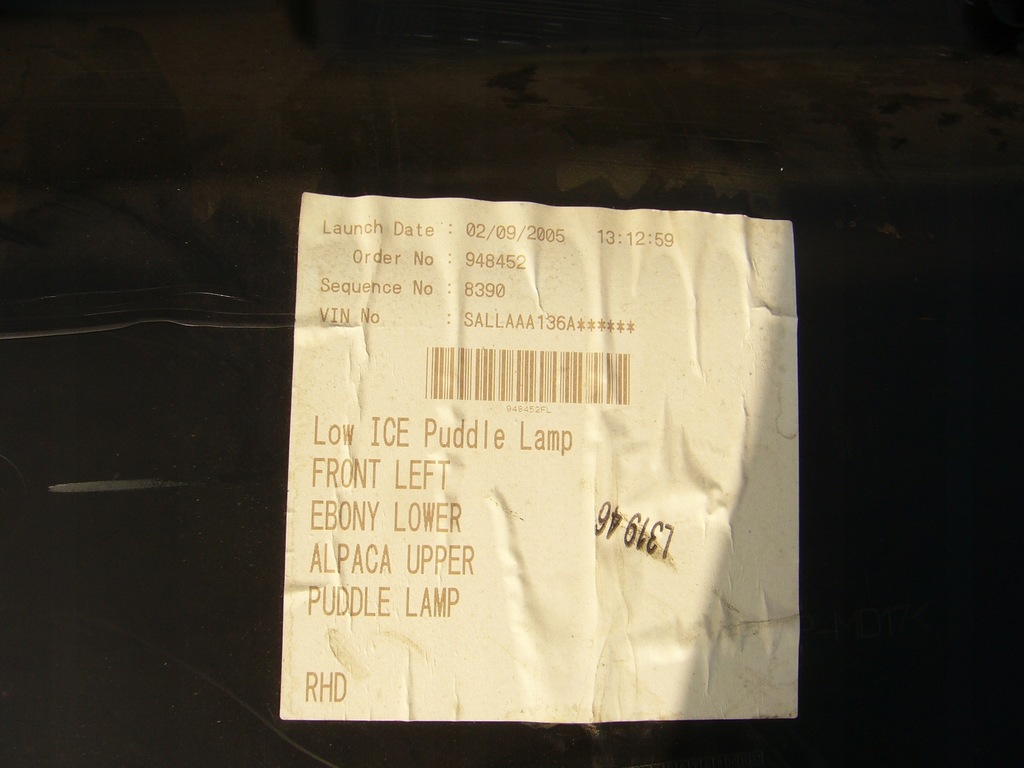 Launch Date : 02/09/2005 13:12:59
Order No : 948452
Sequence No : 8390
VIN No : SALLAAA136A******
948452FL
Low ICE Puddle Lamp
FRONT LEFT
EBONY LOWER
ALPACA UPPER
PUDDLE LAMP
RHD
L319 46